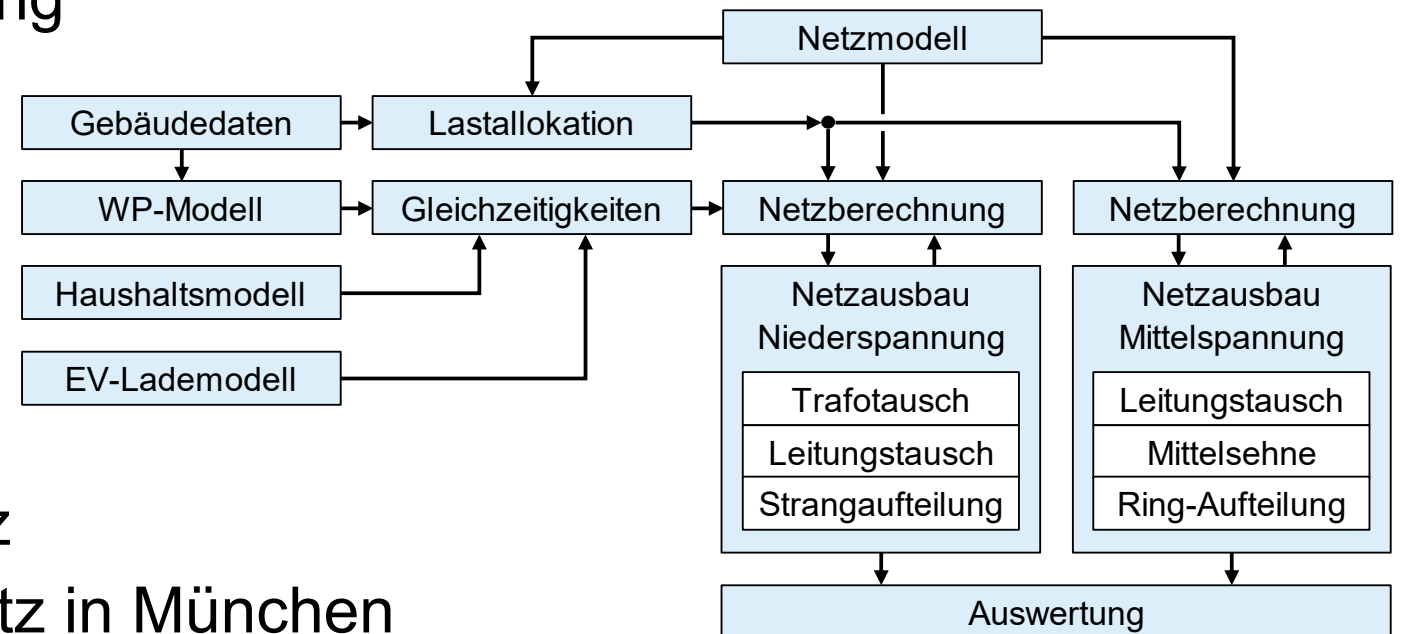 ng
Netzmodell
Gebäudedaten
Lastallokation
WP-Modell
Gleichzeitigkeiten
Netzberechnung
Netzberechnung
Haushaltsmodell
EV-Lademodell
Netzausbau
Niederspannung
Trafotausch
Leitungstausch
Strangaufteilung
Netzausbau
Mittelspannung
Leitungstausch
Mittelsehne
Ring-Aufteilung
z
tz in München
Auswertung